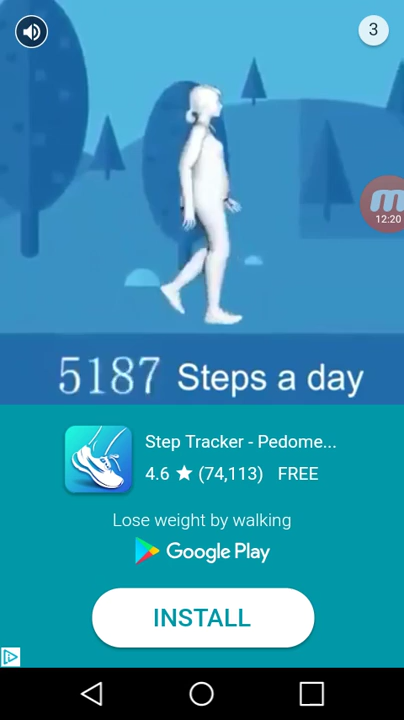 3
12:20
5187 Steps a day
Step Tracker - Pedome...
4.6 ★ (74,113) FREE
Lose weight by walking
Google Play
INSTALL